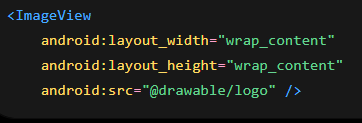 <ImageView
    android:layout_width="wrap_content"
    android:layout_height="wrap_content"
    android:src="@drawable/logo" />